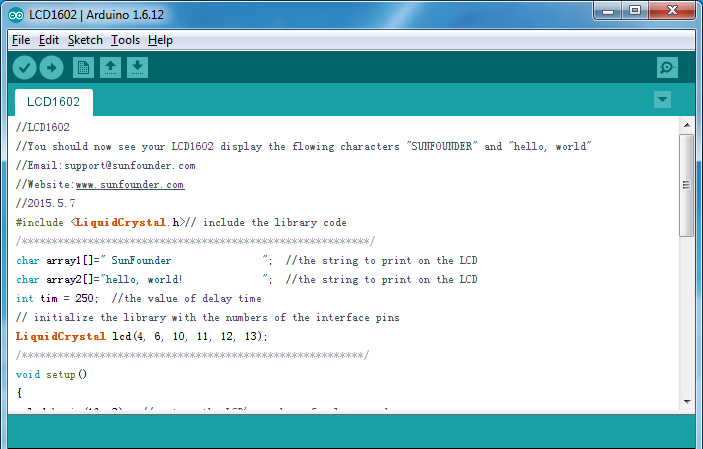 LCD1602 | Arduino 1.6.12
File Edit Sketch Tools Help
LCD1602
//LCD1602
//You should now see your LCD1602 display the flowing characters "SUNFOUNDER" and "hello, world"
//Email:support@sunfounder.com
//Website:www.sunfounder.com
//2015.5.7
#include <LiquidCrystal.h>// include the library code
/**********************************************************/
char array1[]=" SunFounder               ";  //the string to print on the LCD
char array2[]="hello, world!             ";  //the string to print on the LCD
int tim = 250;  //the value of delay time
// initialize the library with the numbers of the interface pins
LiquidCrystal lcd(4, 6, 10, 11, 12, 13);
/*********************************************************/
void setup()
{